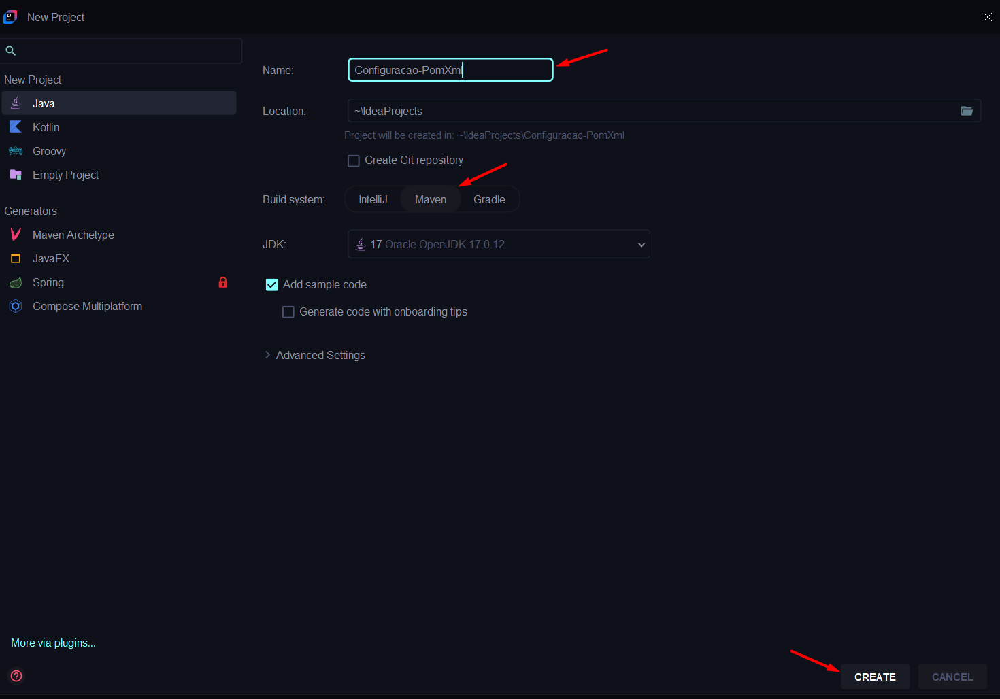 New Project
New Project
Java
Kotlin
Groovy
Empty Project
Generators
Maven Archetype
JavaFX
Spring
Compose Multiplatform
More via plugins...
Name:
Configuracao-PomXml
Location:
~\IdeaProjects
Project will be created in: ~\IdeaProjects\Configuracao-PomXml
Create Git repository
Build system:
IntelliJ
Maven
Gradle
JDK:
17 Oracle OpenJDK 17.0.12
Add sample code
Generate code with onboarding tips
Advanced Settings
CREATE
CANCEL